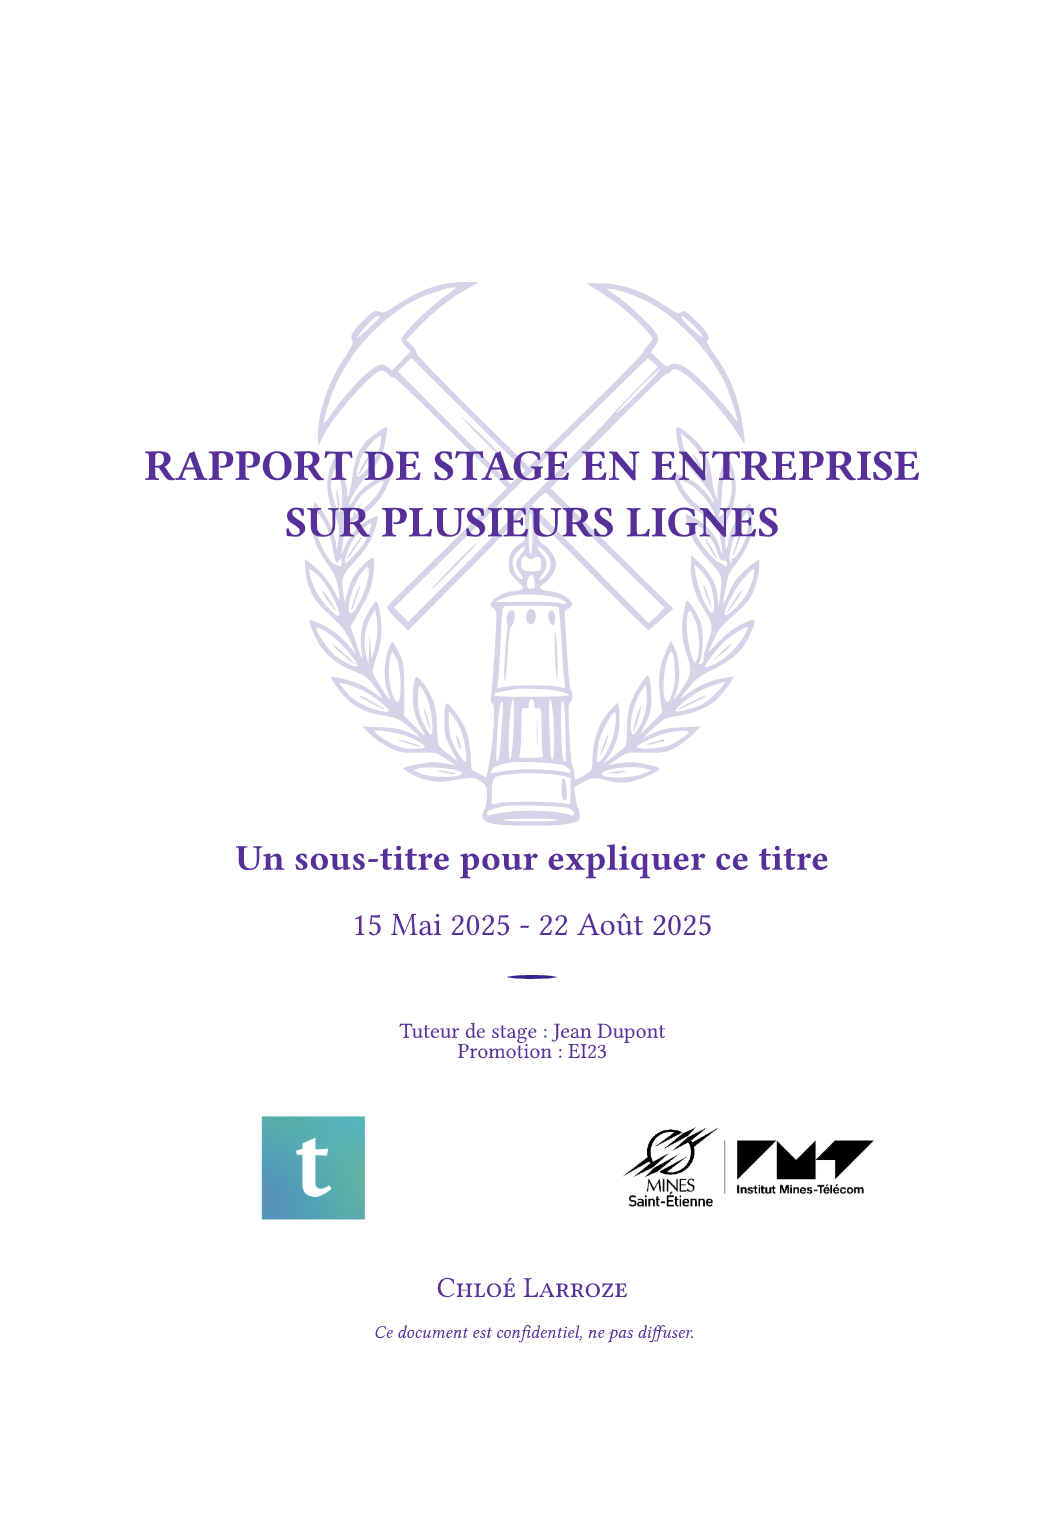 RAPPORT DE STAGE EN ENTREPRISE
SUR PLUSIEURS LIGNES
Un sous-titre pour expliquer ce titre
15 Mai 2025 - 22 Août 2025
Tuteur de stage : Jean Dupont
Promotion : EI23
t
MINES
Saint-Étienne
IMT
Institut Mines-Télécom
Chloé Larroze
Ce document est confidentiel, ne pas diffuser.